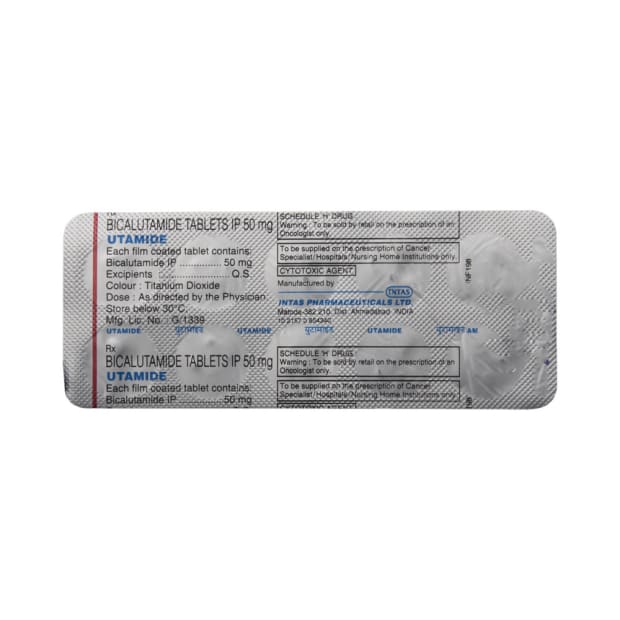 BICALUTAMIDE TABLETS IP 50 mg
UTAMIDE
Each film coated tablet contains:
Bicalutamide IP ............ 50 mg
Excipients : ............... Q.S.
Colour : Titanium Dioxide
Dose : As directed by the Physician
Store below 30°C.
Mfg. Lic. No. : G/1339
SCHEDULE 'H' DRUG
Warning : To be sold by retail on the prescription of an
Oncologist only.
To be supplied on the prescription of Cancer
Specialist/Hospitals/Nursing Home Institutions only.
CYTOTOXIC AGENT
Manufactured by
INTAS
INTAS PHARMACEUTICALS LTD.
Matoda-382 210. Dist. Ahmedabad. INDIA
NF198
UTAMIDE युटामाइड UTAMIDE युटामाइड UTAMIDE युटामाइड
Rx
BICALUTAMIDE TABLETS IP 50 mg
UTAMIDE
Each film coated tablet contains:
Bicalutamide IP ............... 50 mg
SCHEDULE 'H' DRUG
Warning : To be sold by retail on the prescription of an
Oncologist only.
To be supplied on the prescription of Cancer
Specialist/Hospitals/Nursing Home Institutions only.
CYTOTOXIC AGENT